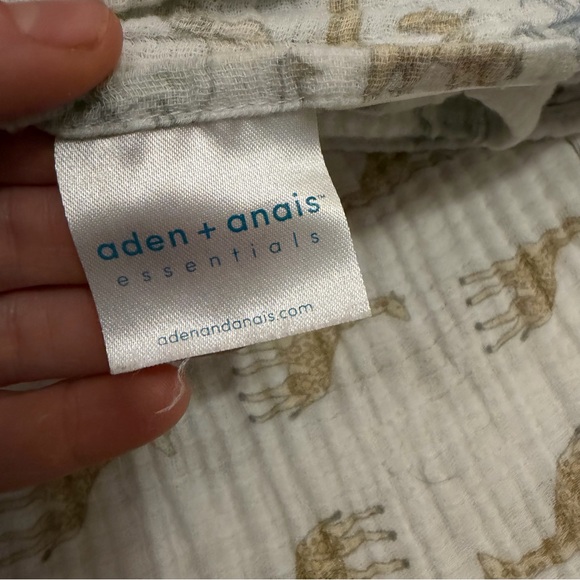 aden + anais™
essentials
adenandanais.com